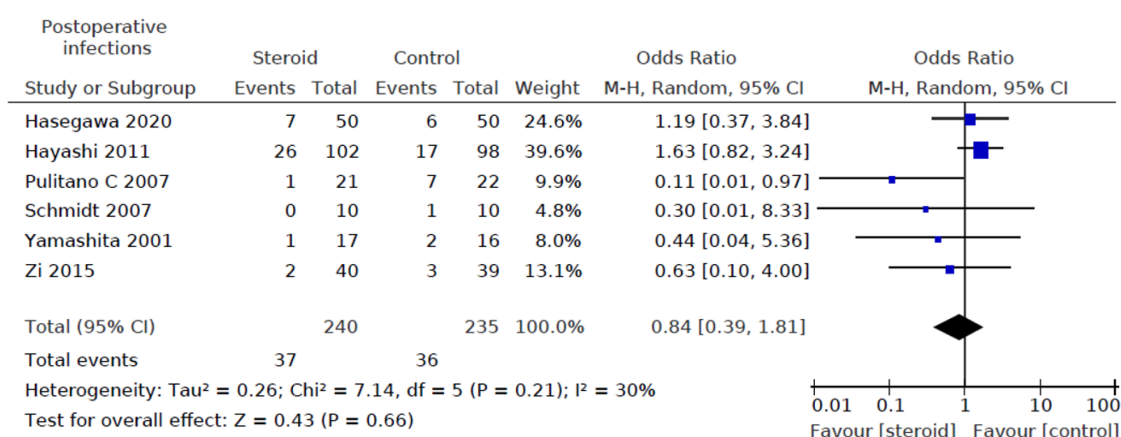 Postoperative
infections
Steroid Control Odds Ratio Odds Ratio
Study or Subgroup Events Total Events Total Weight M-H, Random, 95% CI M-H, Random, 95% CI
Hasegawa 2020 7 50 6 50 24.6% 1.19 [0.37, 3.84]
Hayashi 2011 26 102 17 98 39.6% 1.63 [0.82, 3.24]
Pulitano C 2007 1 21 7 22 9.9% 0.11 [0.01, 0.97]
Schmidt 2007 0 10 1 10 4.8% 0.30 [0.01, 8.33]
Yamashita 2001 1 17 2 16 8.0% 0.44 [0.04, 5.36]
Zi 2015 2 40 3 39 13.1% 0.63 [0.10, 4.00]
Total (95% CI) 240 235 100.0% 0.84 [0.39, 1.81]
Total events 37 36
Heterogeneity: Tau² = 0.26; Chi² = 7.14, df = 5 (P = 0.21); I² = 30%
Test for overall effect: Z = 0.43 (P = 0.66)
0.01 0.1 1 10 100
Favour [steroid] Favour [control]